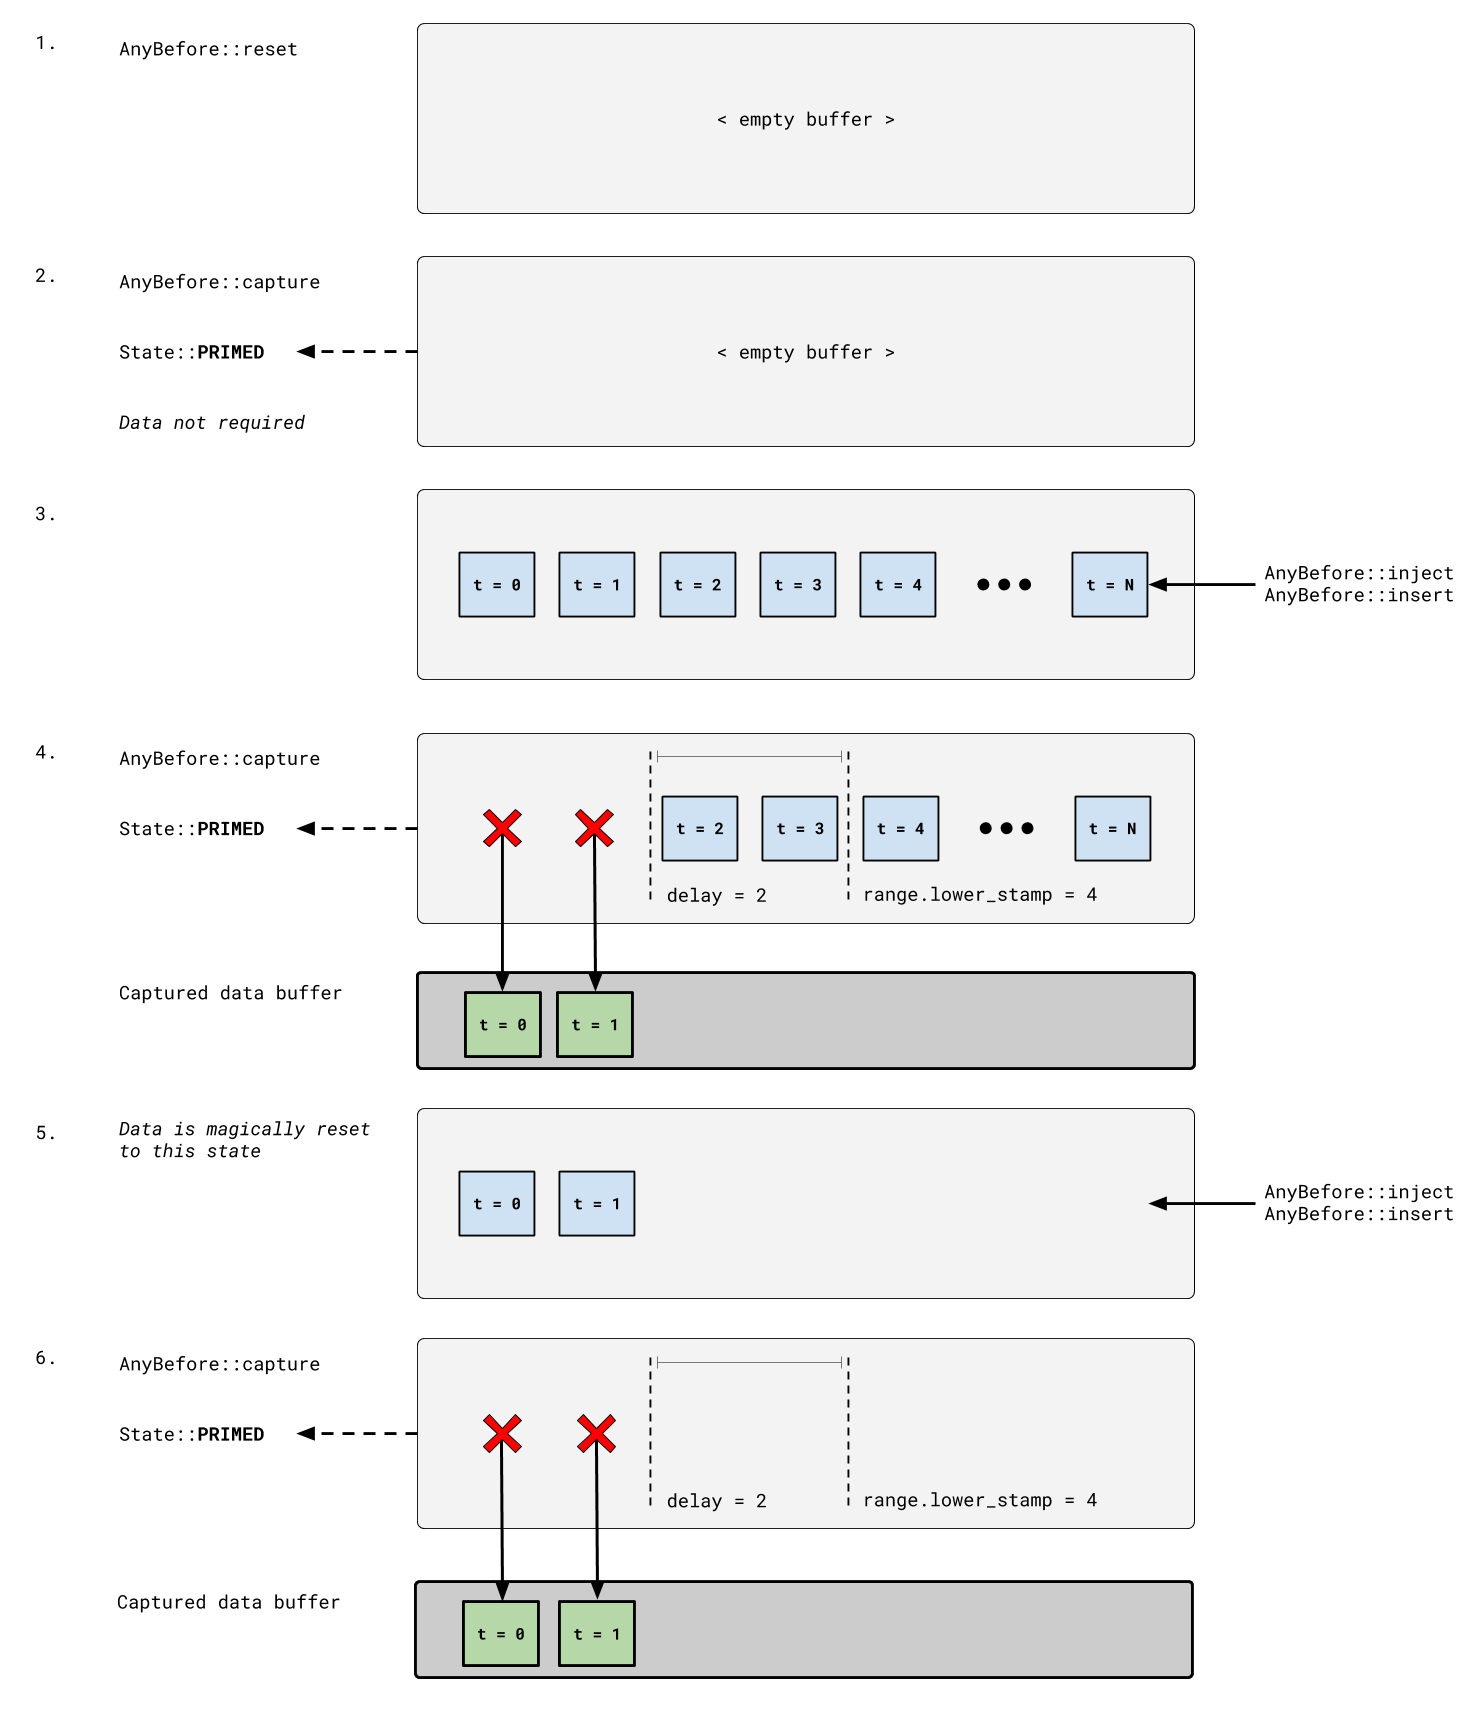 1.
AnyBefore::reset
< empty buffer >
2.
AnyBefore::capture
State::PRIMED
< empty buffer >
Data not required
3.
t = 0
t = 1
t = 2
t = 3
t = 4
t = N
AnyBefore::inject
AnyBefore::insert
4.
AnyBefore::capture
State::PRIMED
t = 2
t = 3
t = 4
t = N
delay = 2
range.lower_stamp = 4
Captured data buffer
t = 0
t = 1
5.
Data is magically reset
to this state
t = 0
t = 1
AnyBefore::inject
AnyBefore::insert
6.
AnyBefore::capture
State::PRIMED
delay = 2
range.lower_stamp = 4
Captured data buffer
t = 0
t = 1